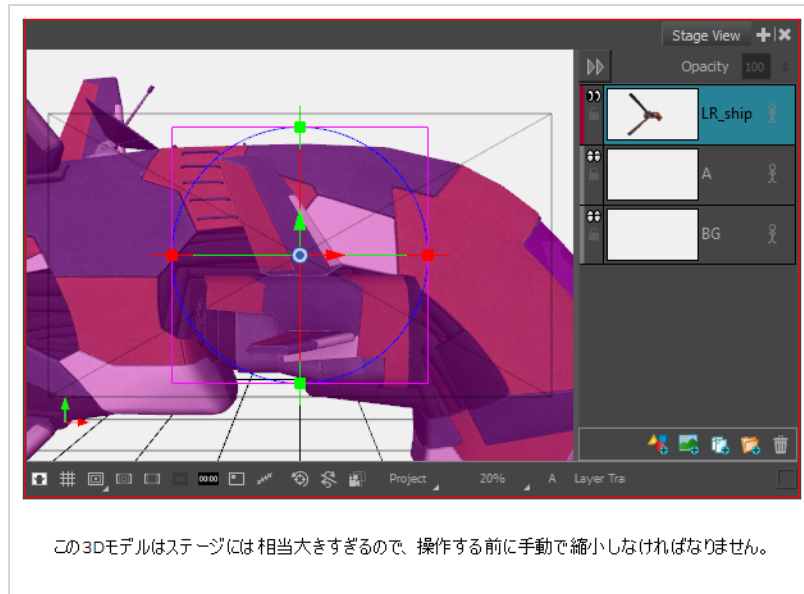 Stage View
Opacity 100
LR_ship
A
BG
00:00 Project 20% A Layer Tra
この3Dモデルはステージには相当大きすぎるので、操作する前に手動で縮小しなければなりません。